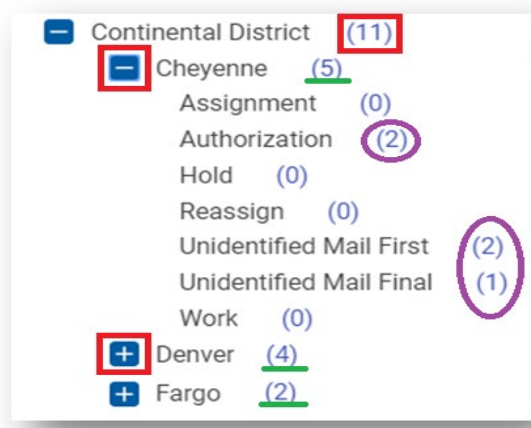 Continental District (11)
Cheyenne (5)
Assignment (0)
Authorization (2)
Hold (0)
Reassign (0)
Unidentified Mail First (2)
Unidentified Mail Final (1)
Work (0)
Denver (4)
Fargo (2)